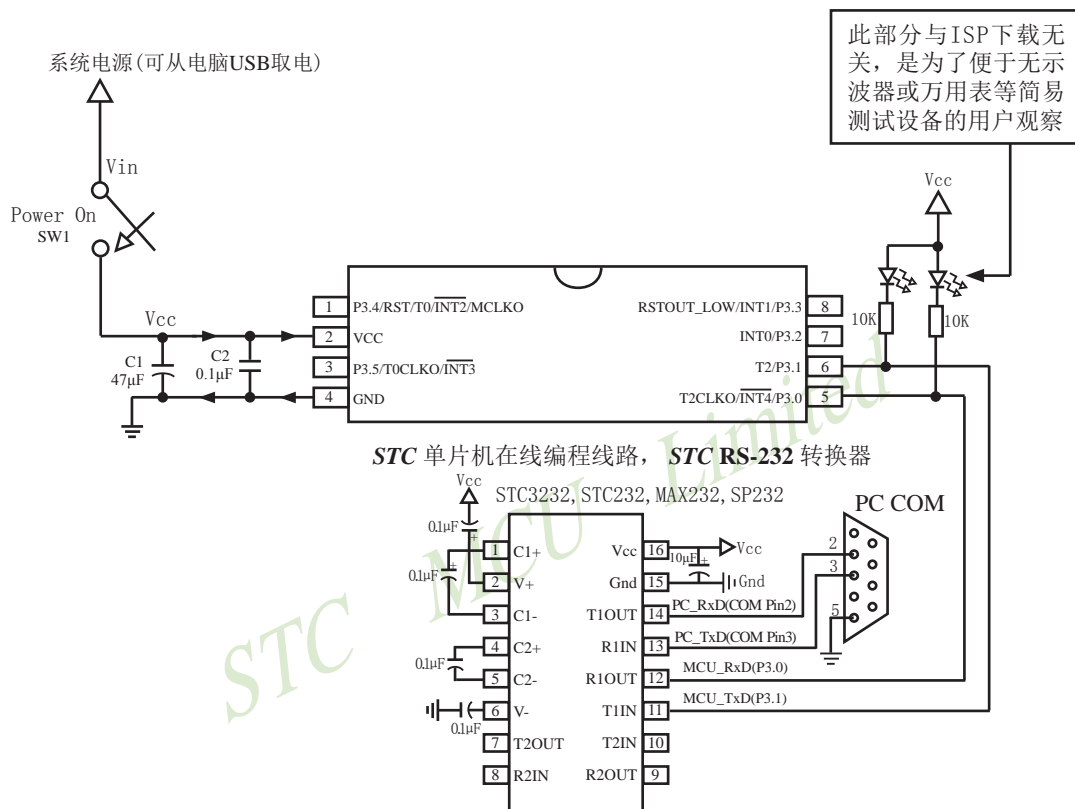 此部分与ISP下载无
关，是为了便于无示
波器或万用表等简易
测试设备的用户观察
系统电源(可从电脑USB取电)
Vin
Power On
SW1
Vcc
Vcc
C1
47μF
C2
0.1μF
1 P3.4/RST/T0/INT2/MCLKO
2 VCC
3 P3.5/T0CLKO/INT3
4 GND
RSTOUT_LOW/INT1/P3.3 8
INT0/P3.2 7
T2/P3.1 6
T2CLKO/INT4/P3.0 5
10K
10K
STC 单片机在线编程线路， STC RS-232 转换器
STC3232,STC232,MAX232,SP232
Vcc
0.1μF
0.1μF
0.1μF
0.1μF
1 C1+
2 V+
3 C1-
4 C2+
5 C2-
6 V-
7 T2OUT
8 R2IN
Vcc 16
Gnd 15
T1OUT 14
R1IN 13
R1OUT 12
T1IN 11
T2IN 10
R2OUT 9
10μF
Vcc
Gnd
PC_RxD(COM Pin2)
PC_TxD(COM Pin3)
MCU_RxD(P3.0)
MCU_TxD(P3.1)
PC COM
2
3
5
STC MCU Limited